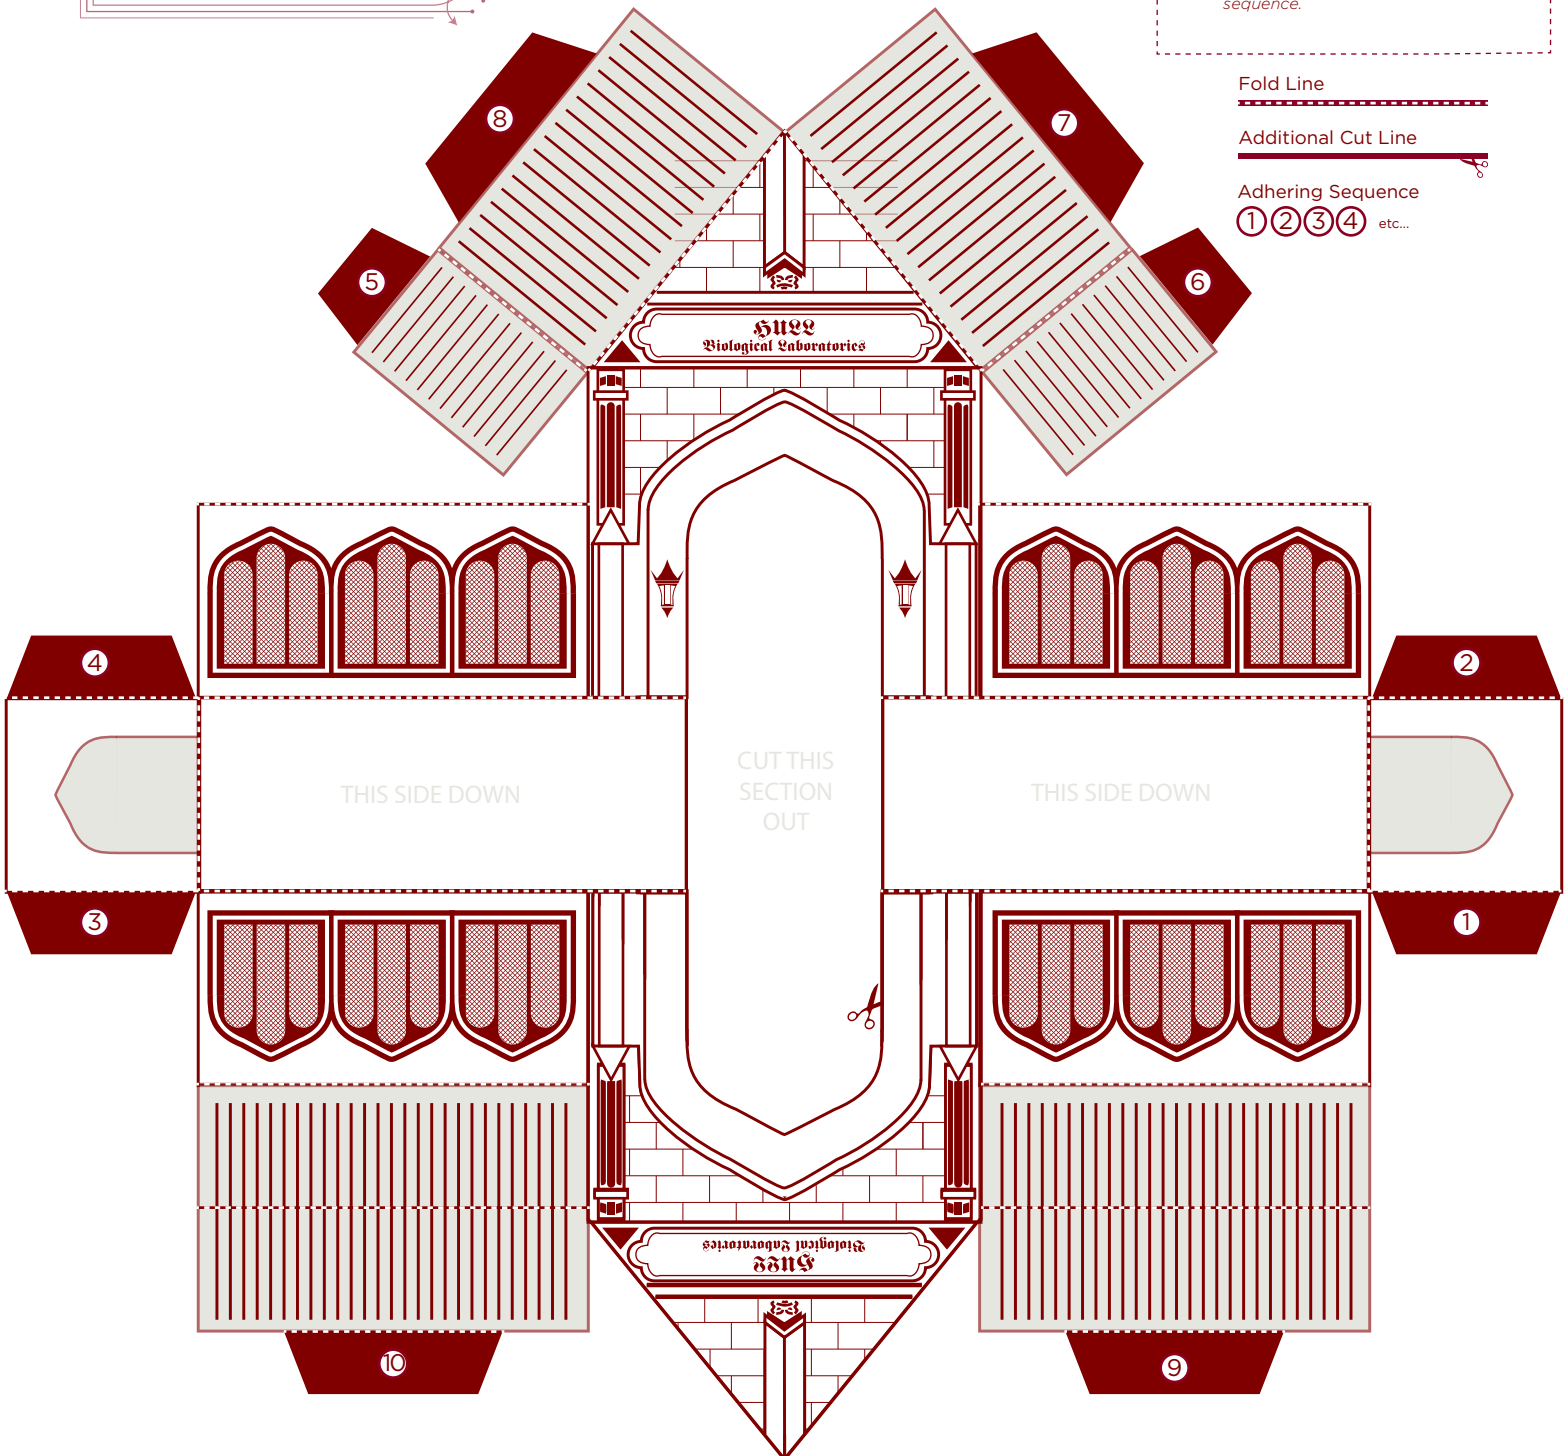 sequence.
Fold Line
Additional Cut Line
Adhering Sequence
1 2 3 4 etc...
8
7
5
6
HULL
Biological Laboratories
4
2
CUT THIS
SECTION
OUT
THIS SIDE DOWN
THIS SIDE DOWN
3
1
Biological Laboratories
HULL
10
9